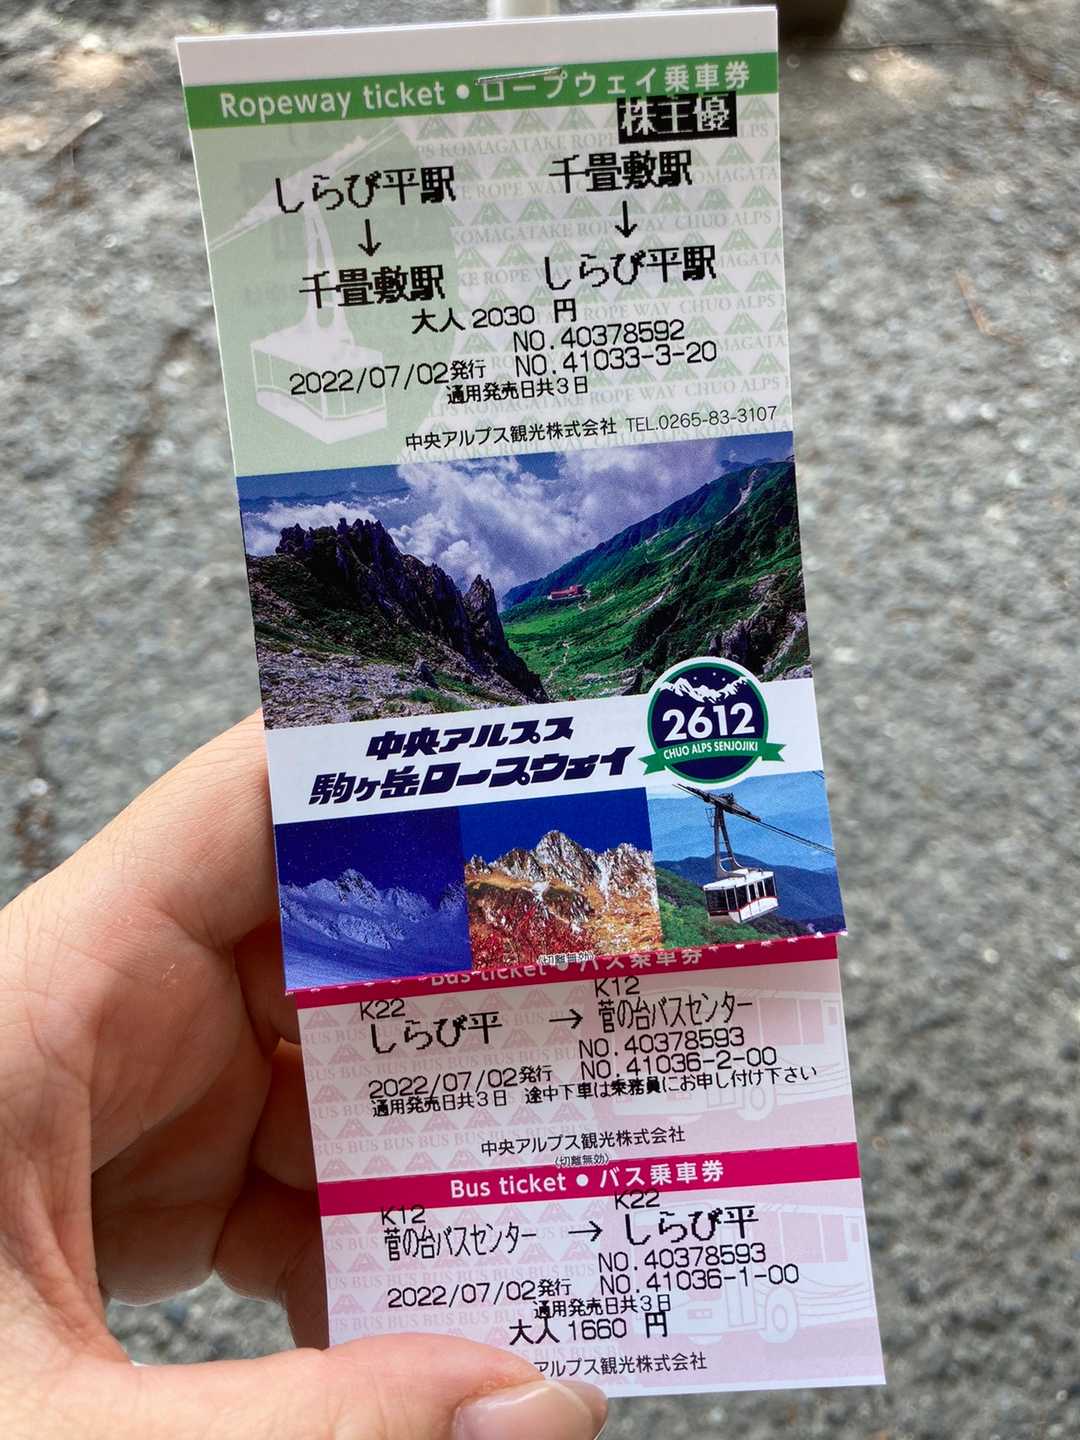 Ropeway ticket • ロープウェイ乗車券
株主優
しらび平駅 千畳敷駅
↓ ↓
千畳敷駅 しらび平駅
大人 2030 円
NO.40378592
2022/07/02発行 NO.41033-3-20
通用発売日共3日
中央アルプス観光株式会社 TEL.0265-83-3107
中央アルプス
駒ヶ岳ロープウェイ
2612
CHUO ALPS SENJOJIKI
(切離無効)
Bus ticket • バス乗車券
K22 K12
しらび平 → 菅の台バスセンター
NO.40378593
2022/07/02発行 NO.41036-2-00
通用発売日共3日 途中下車は乗務員にお申し付け下さい
中央アルプス観光株式会社
(切離無効)
Bus ticket • バス乗車券
K12 K22
菅の台バスセンター → しらび平
NO.40378593
2022/07/02発行 NO.41036-1-00
通用発売日共3日
大人 1660 円
アルプス観光株式会社